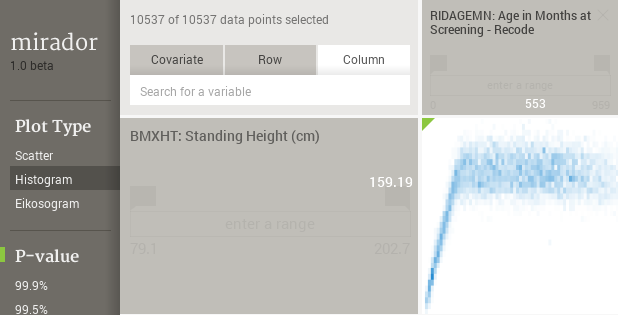 mirador
1.0 beta
Plot Type
Scatter
Histogram
Eikosogram
P-value
99.9%
99.5%
10537 of 10537 data points selected
Covariate Row Column
Search for a variable
BMXHT: Standing Height (cm)
159.19
enter a range
79.1 202.7
RIDAGEMN: Age in Months at
Screening - Recode
enter a range
0 553